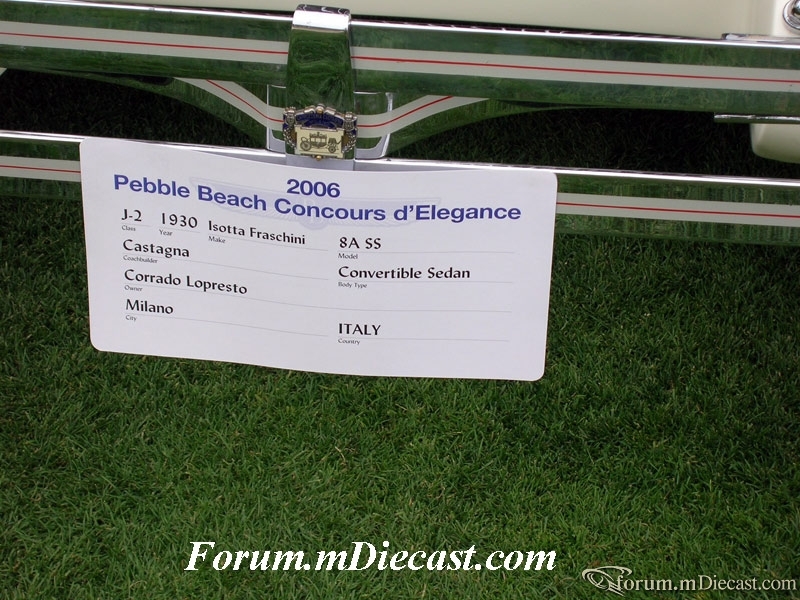 2006
Pebble Beach Concours d'Elegance
J-2 1930 Isotta Fraschini 8A SS
Class Year Make Model
Castagna Convertible Sedan
Coachbuilder Body Type
Corrado Lopresto
Owner
Milano ITALY
City Country
Forum.mDiecast.com
forum.mDiecast.com